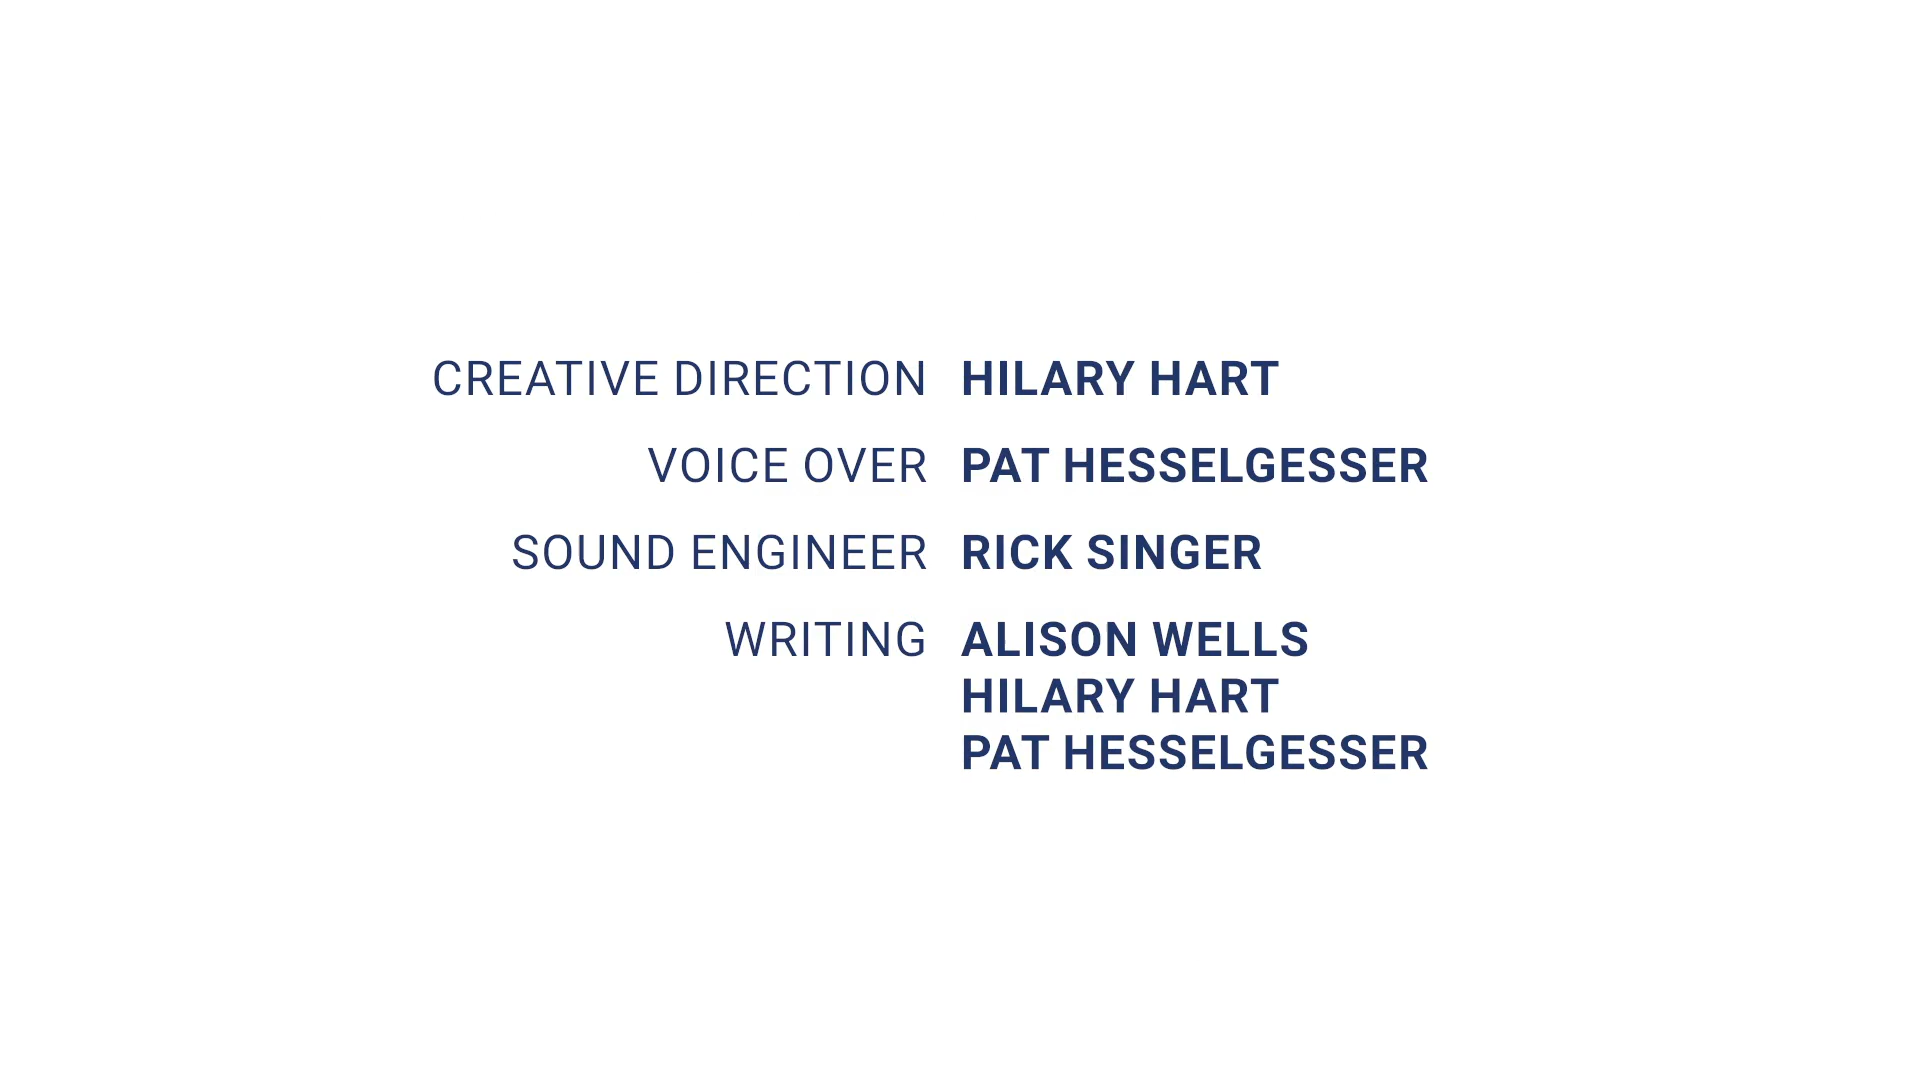 CREATIVE DIRECTION HILARY HART
VOICE OVER PAT HESSELGESSER
SOUND ENGINEER RICK SINGER
WRITING ALISON WELLS
HILARY HART
PAT HESSELGESSER